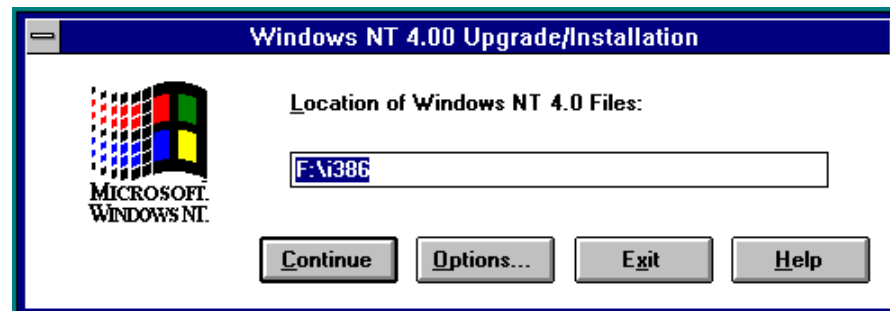 Windows NT 4.00 Upgrade/Installation
Location of Windows NT 4.0 Files:
F:\i386
MICROSOFT.
WINDOWS NT.
Continue
Options...
Exit
Help